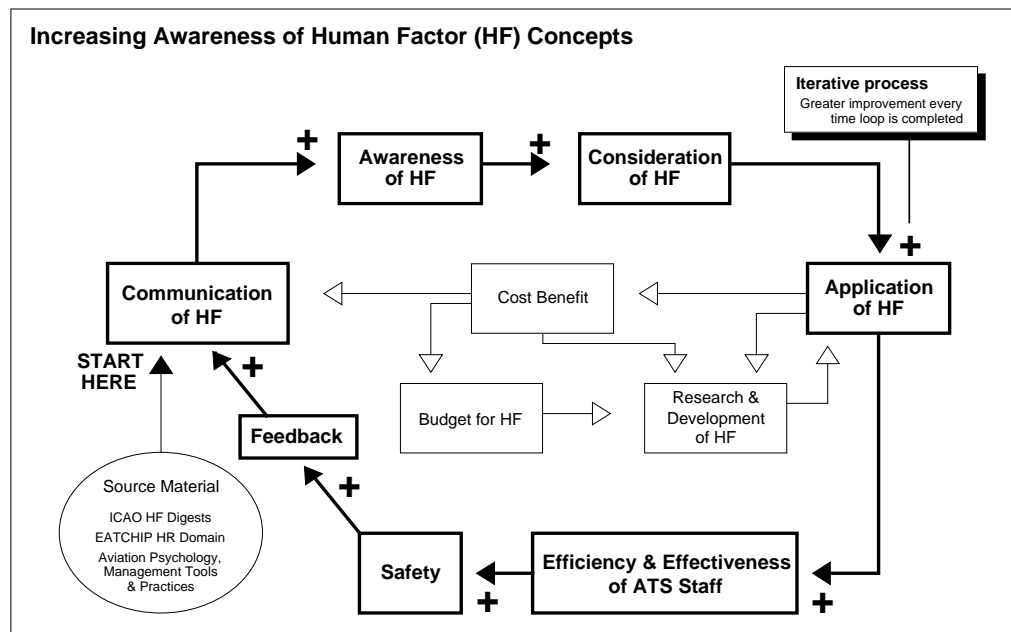 Increasing Awareness of Human Factor (HF) Concepts
Iterative process
Greater improvement every
time loop is completed
+
Awareness
of HF
+
Consideration
of HF
+
Communication
of HF
Cost Benefit
Application
of HF
START
HERE
+
Feedback
Budget for HF
Research &
Development
of HF
+
Source Material
ICAO HF Digests
EATCHIP HR Domain
Aviation Psychology,
Management Tools
& Practices
Safety
+
Efficiency & Effectiveness
of ATS Staff
+